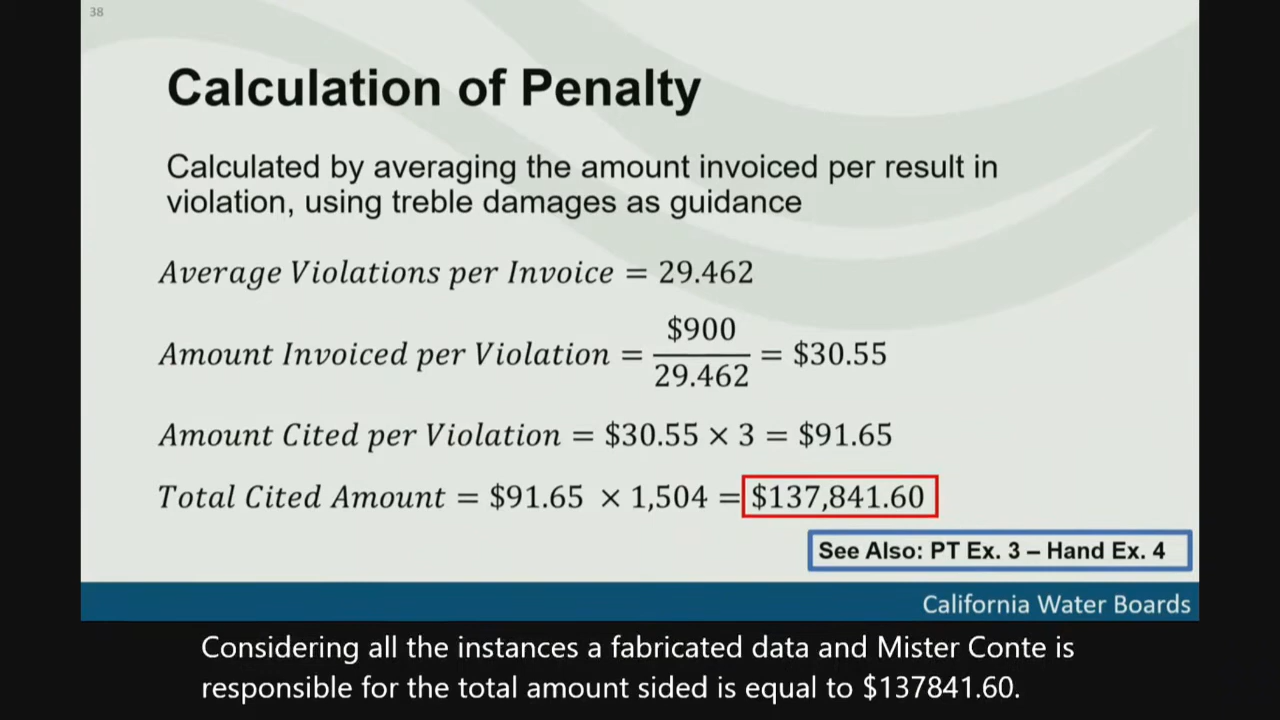 38
Calculation of Penalty
Calculated by averaging the amount invoiced per result in
violation, using treble damages as guidance
Average Violations per Invoice = 29.462
Amount Invoiced per Violation = $900 / 29.462 = $30.55
Amount Cited per Violation = $30.55 × 3 = $91.65
Total Cited Amount = $91.65 × 1,504 = $137,841.60
See Also: PT Ex. 3 – Hand Ex. 4
California Water Boards
Considering all the instances a fabricated data and Mister Conte is
responsible for the total amount sided is equal to $137841.60.